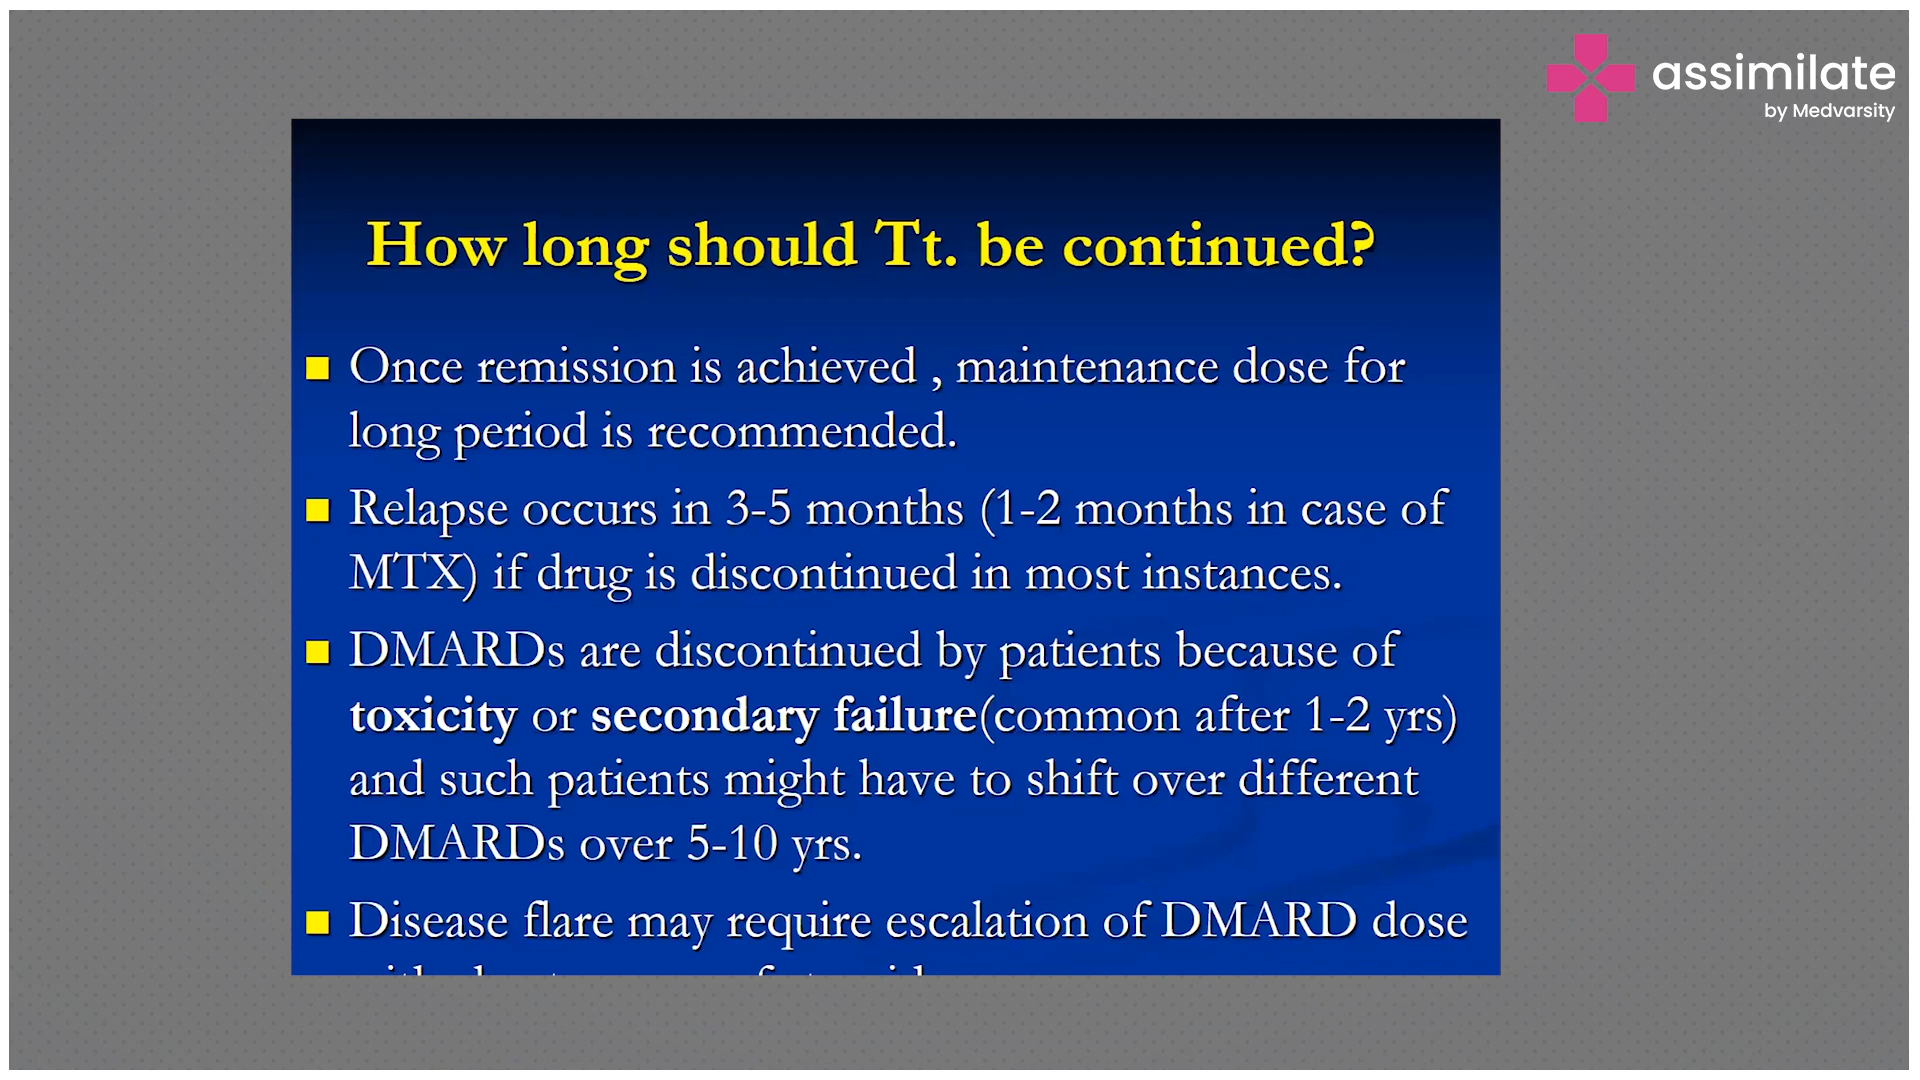 assimilate
by Medvarsity
How long should Tt. be continued?
Once remission is achieved , maintenance dose for
long period is recommended.
Relapse occurs in 3-5 months (1-2 months in case of
MTX) if drug is discontinued in most instances.
DMARDs are discontinued by patients because of
toxicity or secondary failure(common after 1-2 yrs)
and such patients might have to shift over different
DMARDs over 5-10 yrs.
Disease flare may require escalation of DMARD dose